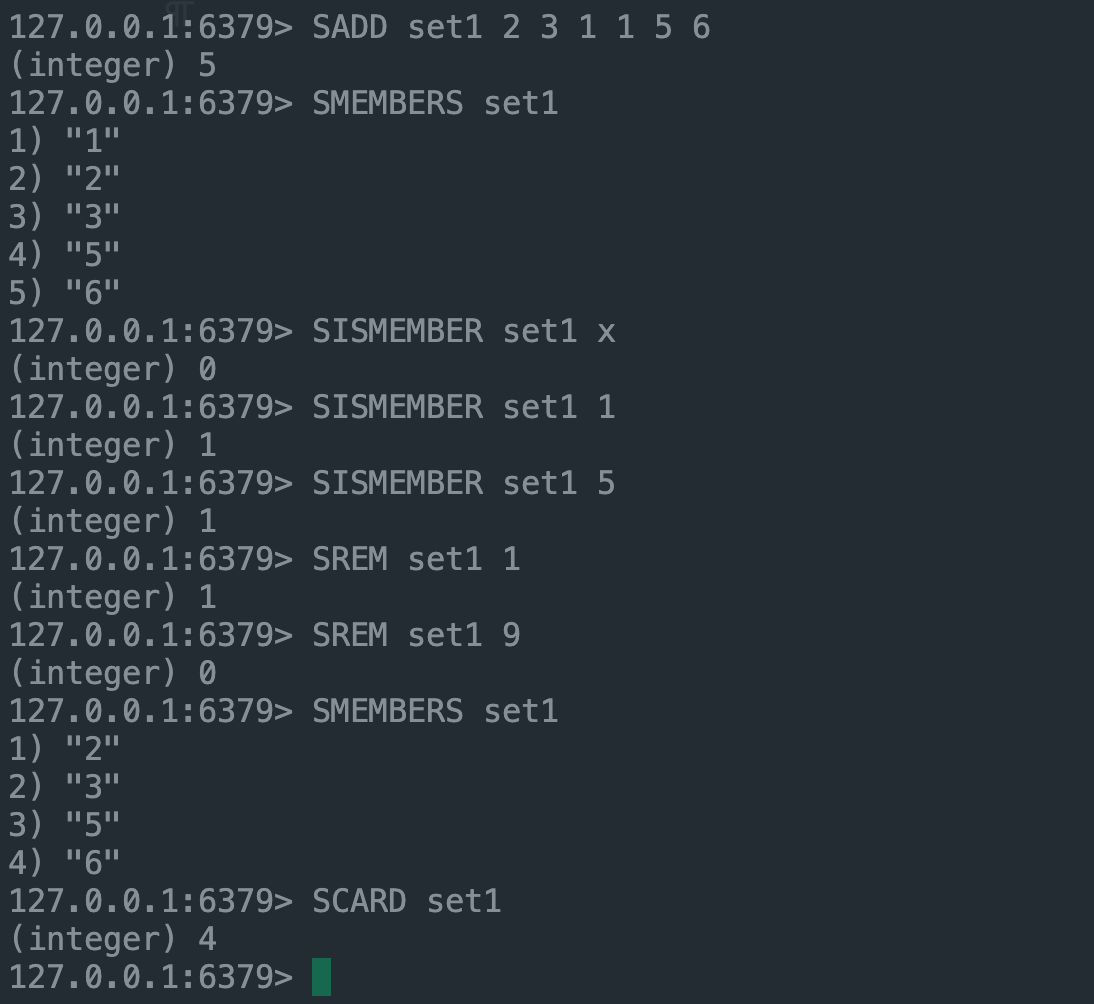 127.0.0.1:6379> SADD set1 2 3 1 1 5 6
(integer) 5
127.0.0.1:6379> SMEMBERS set1
1) "1"
2) "2"
3) "3"
4) "5"
5) "6"
127.0.0.1:6379> SISMEMBER set1 x
(integer) 0
127.0.0.1:6379> SISMEMBER set1 1
(integer) 1
127.0.0.1:6379> SISMEMBER set1 5
(integer) 1
127.0.0.1:6379> SREM set1 1
(integer) 1
127.0.0.1:6379> SREM set1 9
(integer) 0
127.0.0.1:6379> SMEMBERS set1
1) "2"
2) "3"
3) "5"
4) "6"
127.0.0.1:6379> SCARD set1
(integer) 4
127.0.0.1:6379>